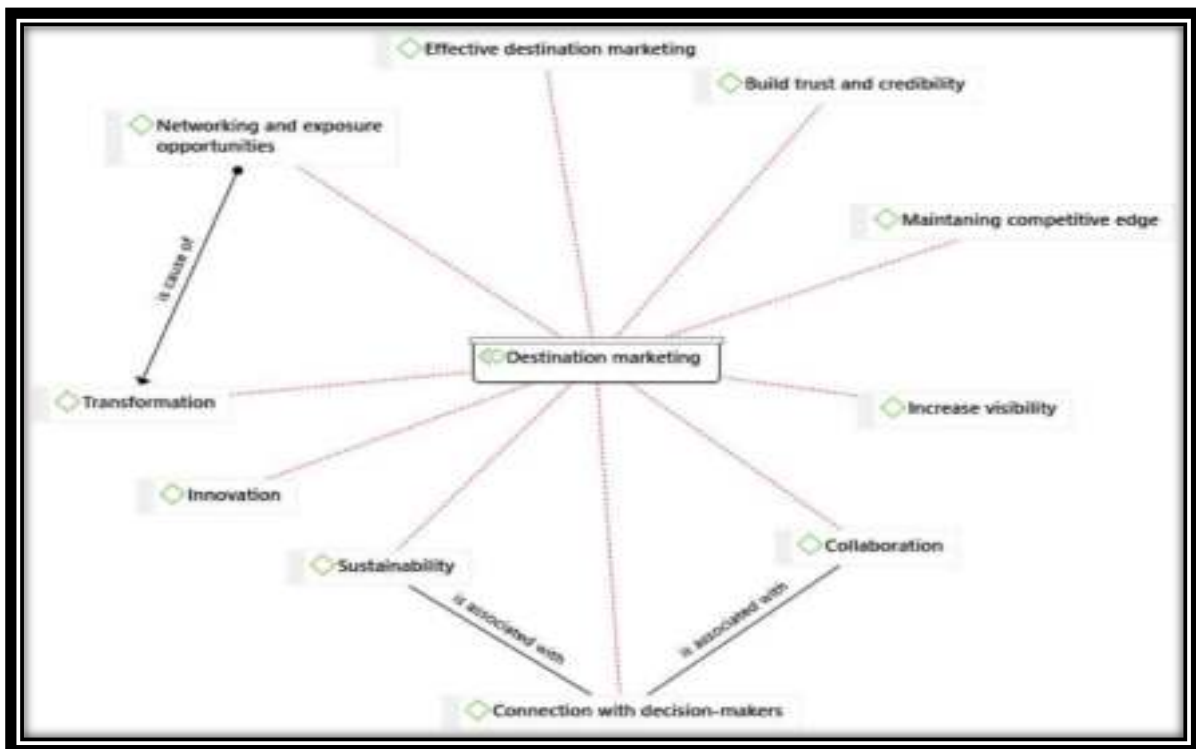 Effective destination marketing
Build trust and credibility
Networking and exposure
opportunities
Maintaning competitive edge
is cause of
Destination marketing
Transformation
Increase visibility
Innovation
Collaboration
Sustainability
is associated with
is associated with
Connection with decision-makers